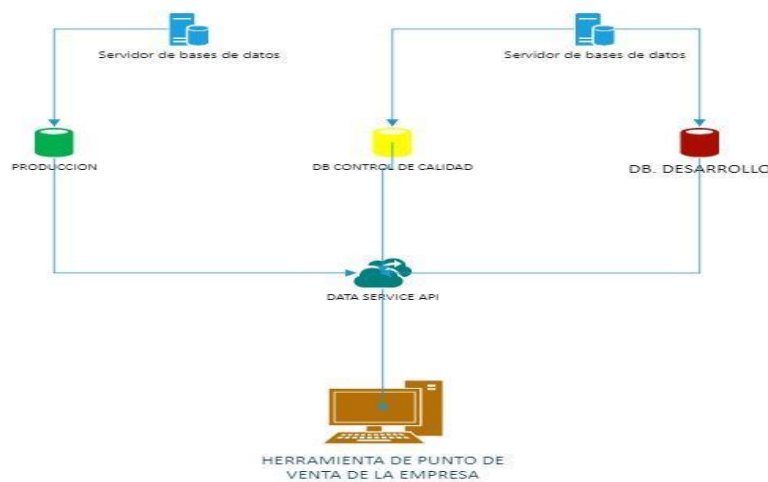 Servidor de bases de datos
Servidor de bases de datos
PRODUCCION
DB CONTROL DE CALIDAD
DB. DESARROLLO
DATA SERVICE API
HERRAMIENTA DE PUNTO DE
VENTA DE LA EMPRESA